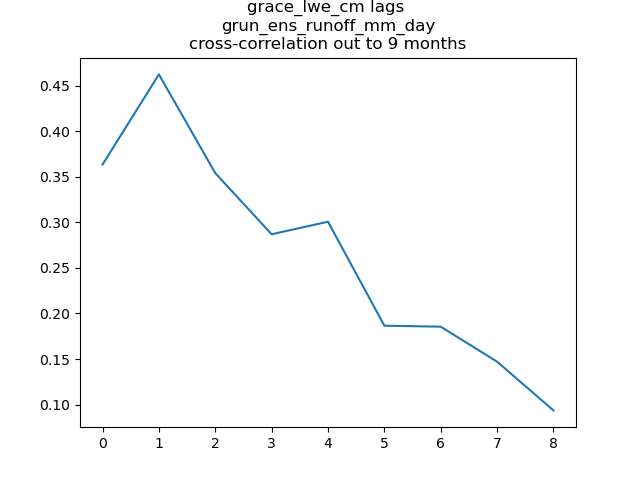 grace_lwe_cm lags
grun_ens_runoff_mm_day
cross-correlation out to 9 months
0.45
0.40
0.35
0.30
0.25
0.20
0.15
0.10
0 1 2 3 4 5 6 7 8